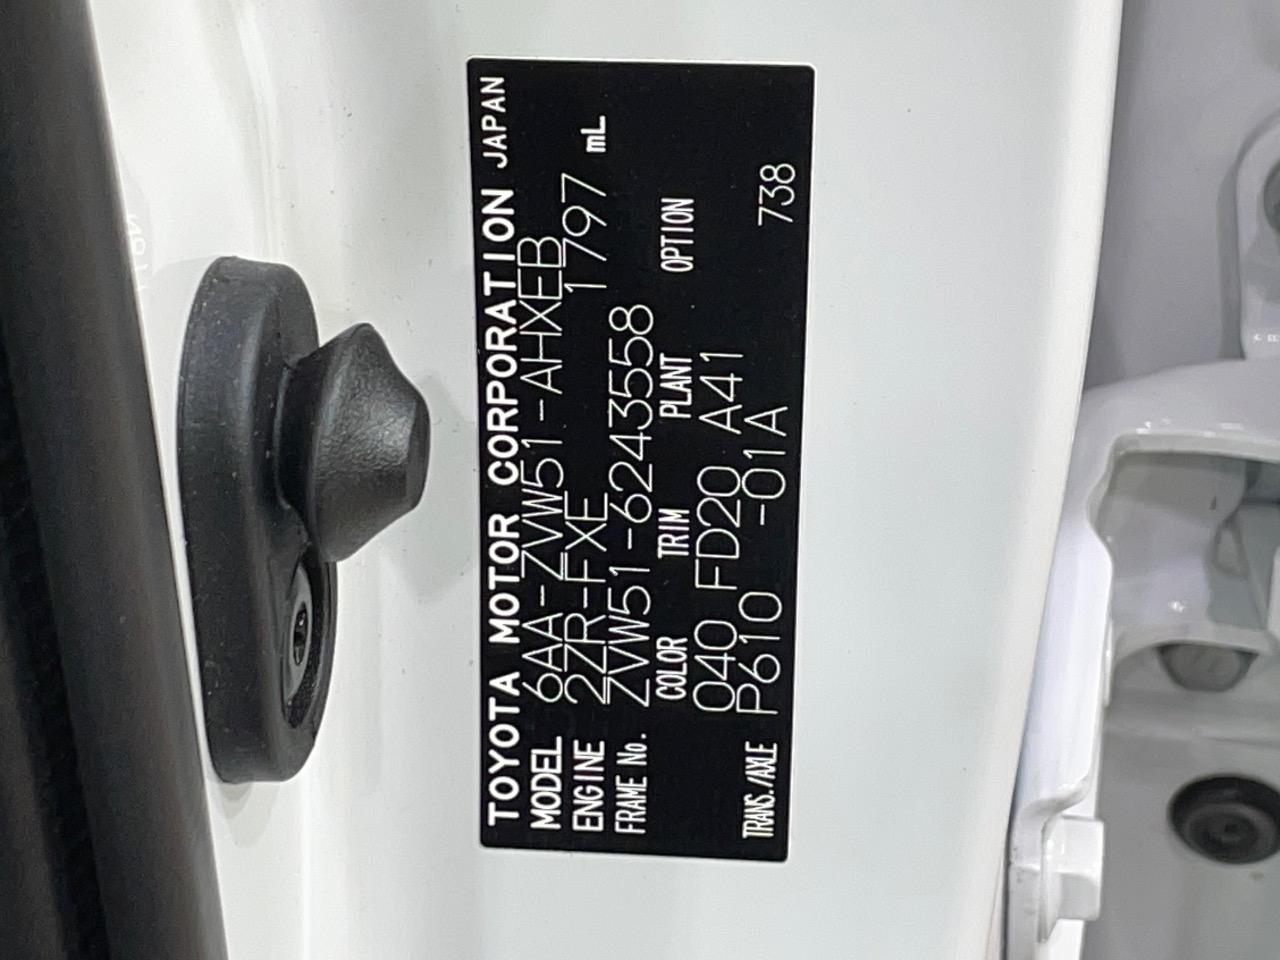 TOYOTA MOTOR CORPORATION JAPAN
MODEL 6AA-ZVW51-AHXEB
ENGINE 2ZR-FXE 1797 mL
FRAME No. ZVW51-6243558
COLOR TRIM PLANT OPTION
040 FD20 A41
TRANS./AXLE P610 -01A 738